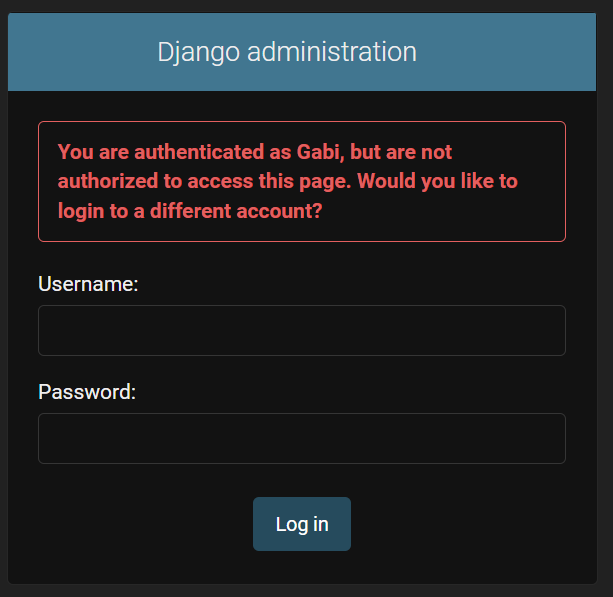 Django administration
You are authenticated as Gabi, but are not
authorized to access this page. Would you like to
login to a different account?
Username:
Password:
Log in